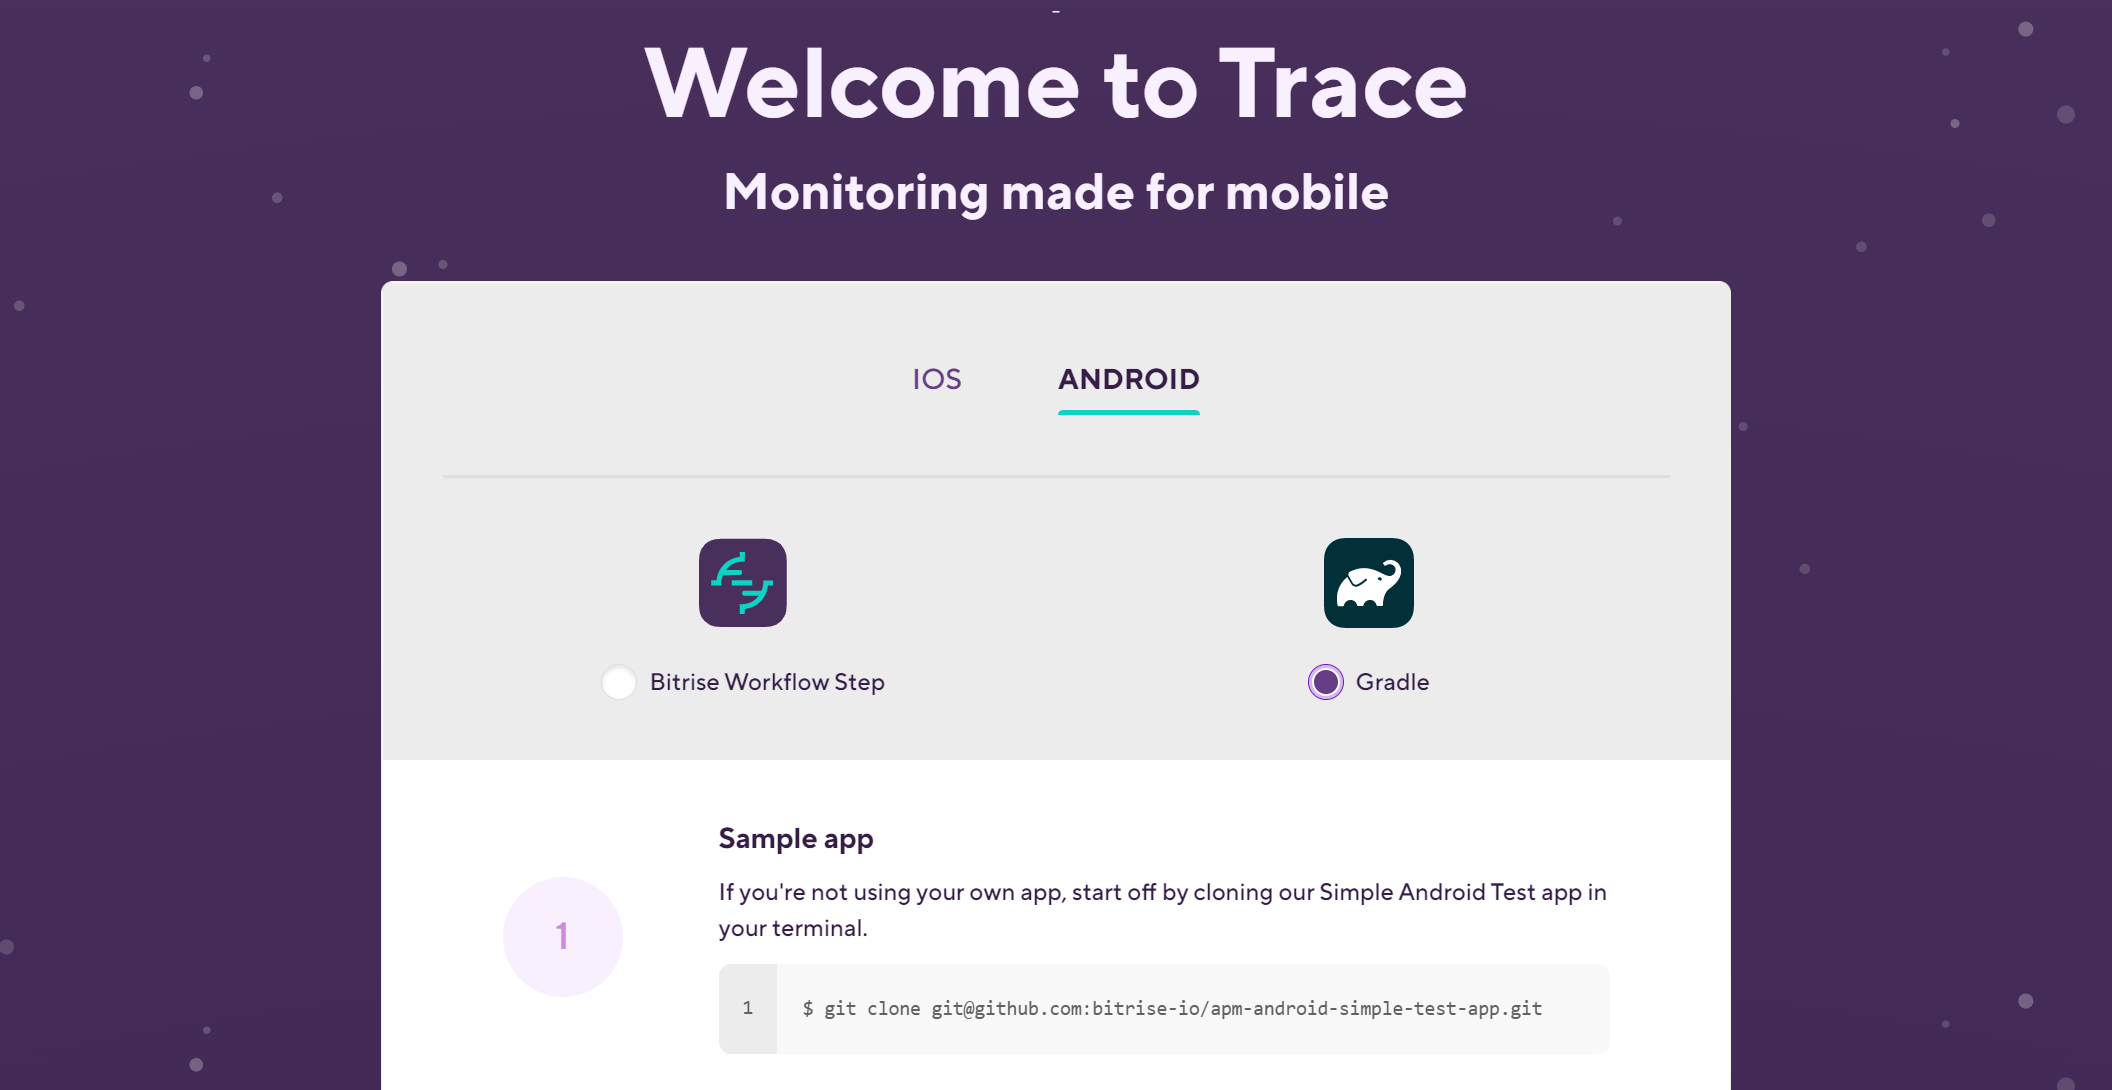 Welcome to Trace
Monitoring made for mobile
IOS
ANDROID
Bitrise Workflow Step
Gradle
Sample app
If you're not using your own app, start off by cloning our Simple Android Test app in
your terminal.
1
1
$ git clone git@github.com:bitrise-io/apm-android-simple-test-app.git